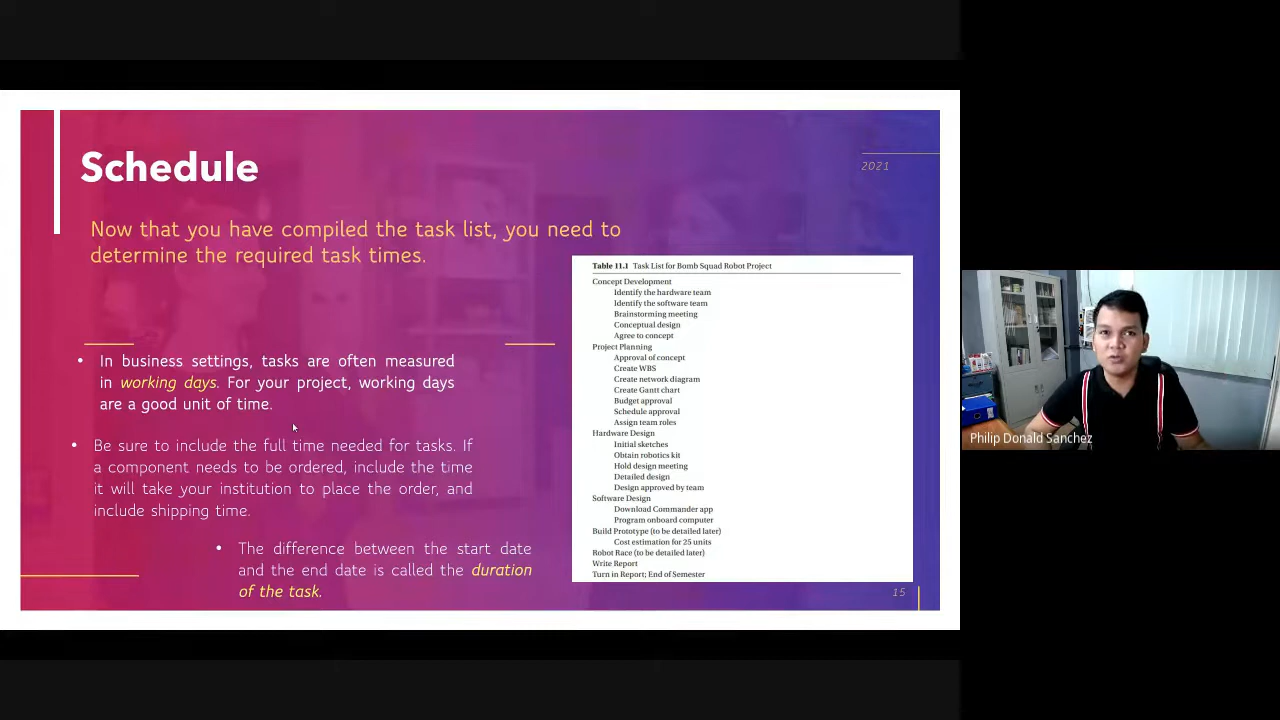 Schedule
2021
Now that you have compiled the task list, you need to
determine the required task times.
• In business settings, tasks are often measured
in working days. For your project, working days
are a good unit of time.
• Be sure to include the full time needed for tasks. If
a component needs to be ordered, include the time
it will take your institution to place the order, and
include shipping time.
• The difference between the start date
and the end date is called the duration
of the task.
Table 11.1 Task List for Bomb Squad Robot Project
Concept Development
Identify the hardware team
Identify the software team
Brainstorming meeting
Conceptual design
Agree to concept
Project Planning
Approval of concept
Create WBS
Create network diagram
Create Gantt chart
Budget approval
Schedule approval
Assign team roles
Hardware Design
Initial sketches
Obtain robotics kit
Hold design meeting
Detailed design
Design approved by team
Software Design
Download Commander app
Program onboard computer
Build Prototype (to be detailed later)
Cost estimation for 25 units
Robot Race (to be detailed later)
Write Report
Turn in Report; End of Semester
15
Philip Donald Sanchez